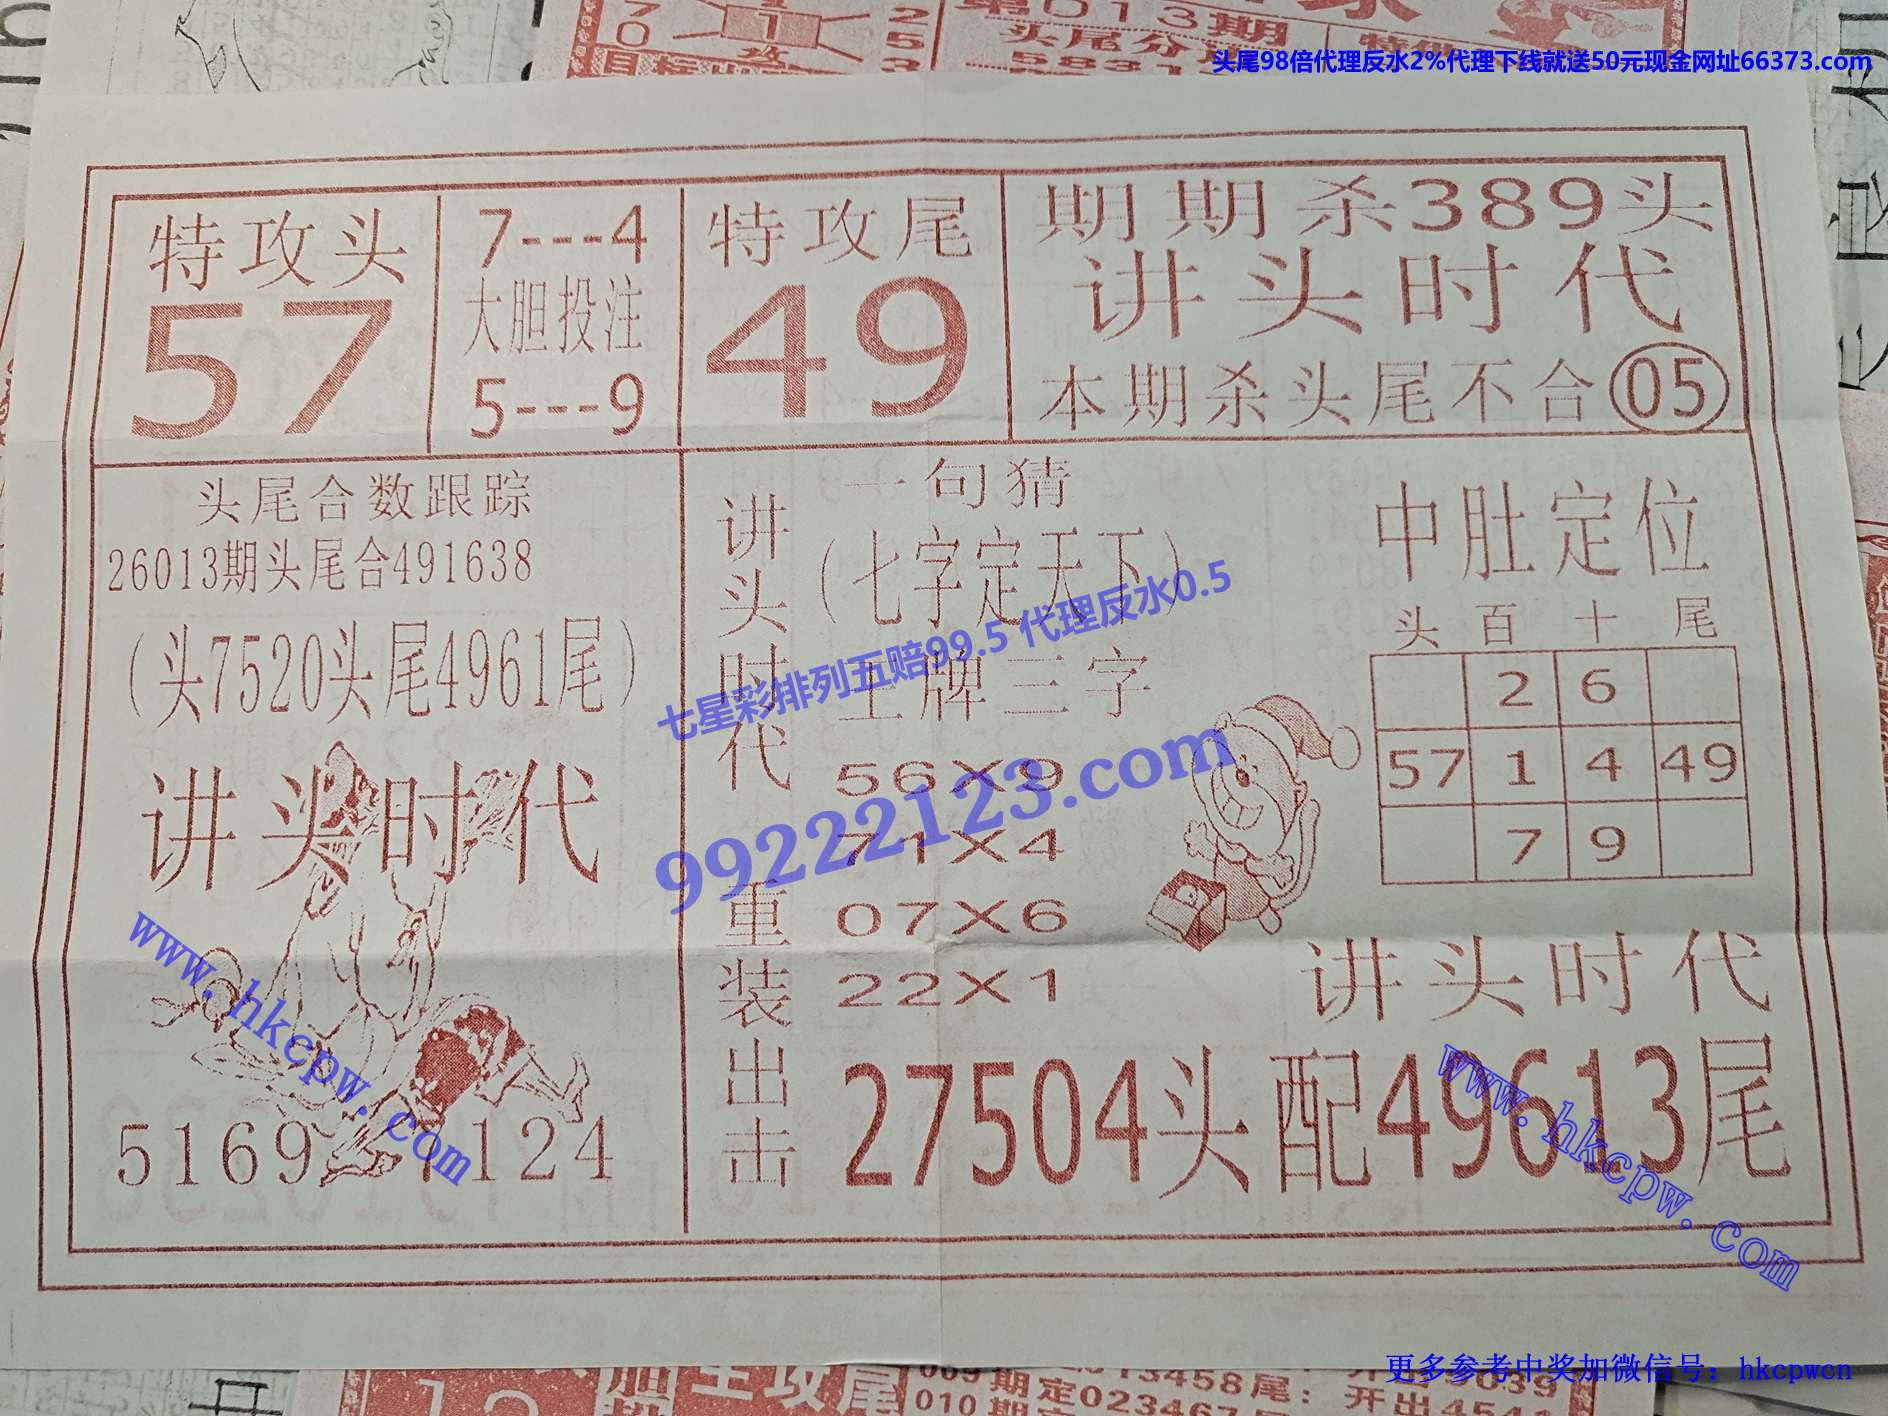 第013期
头尾98倍代理反水2%代理下线就送50元现金网址66373.com
特攻头
57
7---4
大胆投注
5---9
特攻尾
49
期期杀389头
讲头时代
本期杀头尾不合05
头尾合数跟踪
26013期头尾合491638
（头7520头尾4961尾）
讲头时代
5169 1124
讲头时代
重装出击
一句猜
（七字定天下）
王牌三字
56X9
71X4
07X6
22X1
中肚定位
头 百 十 尾
2 6
57 1 4 49
7 9
讲头时代
27504头配49613尾
七星彩排列五赔99.5 代理反水0.5
99222123.com
www.hkcpw.com
www.hkcpw.com
更多参考中奖加微信号：hkcpwcn